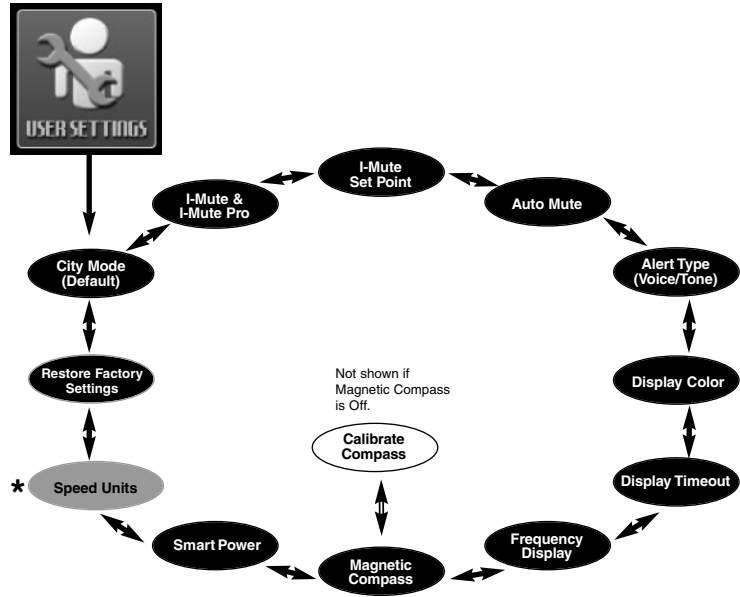 USER SETTINGS
I-Mute
Set Point
I-Mute &
I-Mute Pro
Auto Mute
City Mode
(Default)
Alert Type
(Voice/Tone)
Restore Factory
Settings
Not shown if
Magnetic Compass
is Off.
Display Color
Calibrate
Compass
* Speed Units
Display Timeout
Smart Power
Frequency
Display
Magnetic
Compass